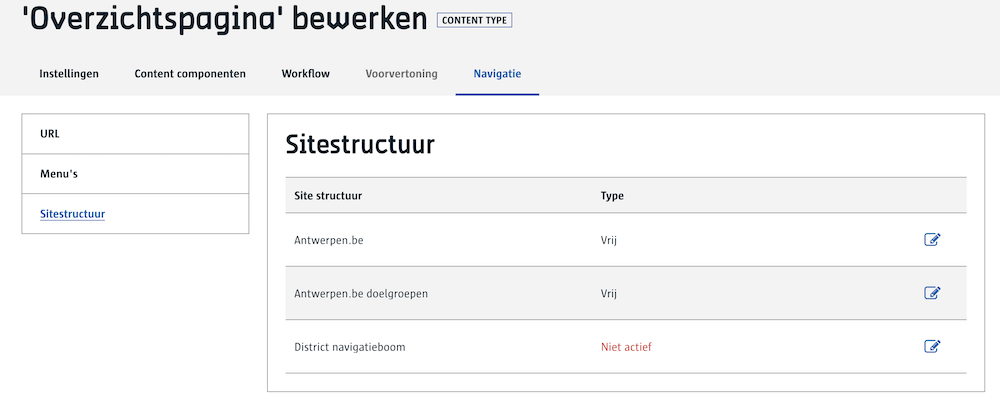 'Overzichtspagina' bewerken CONTENT TYPE
Instellingen Content componenten Workflow Voorvertoning Navigatie
URL
Menu's
Sitestructuur
Sitestructuur
Site structuur Type
Antwerpen.be Vrij
Antwerpen.be doelgroepen Vrij
District navigatieboom Niet actief